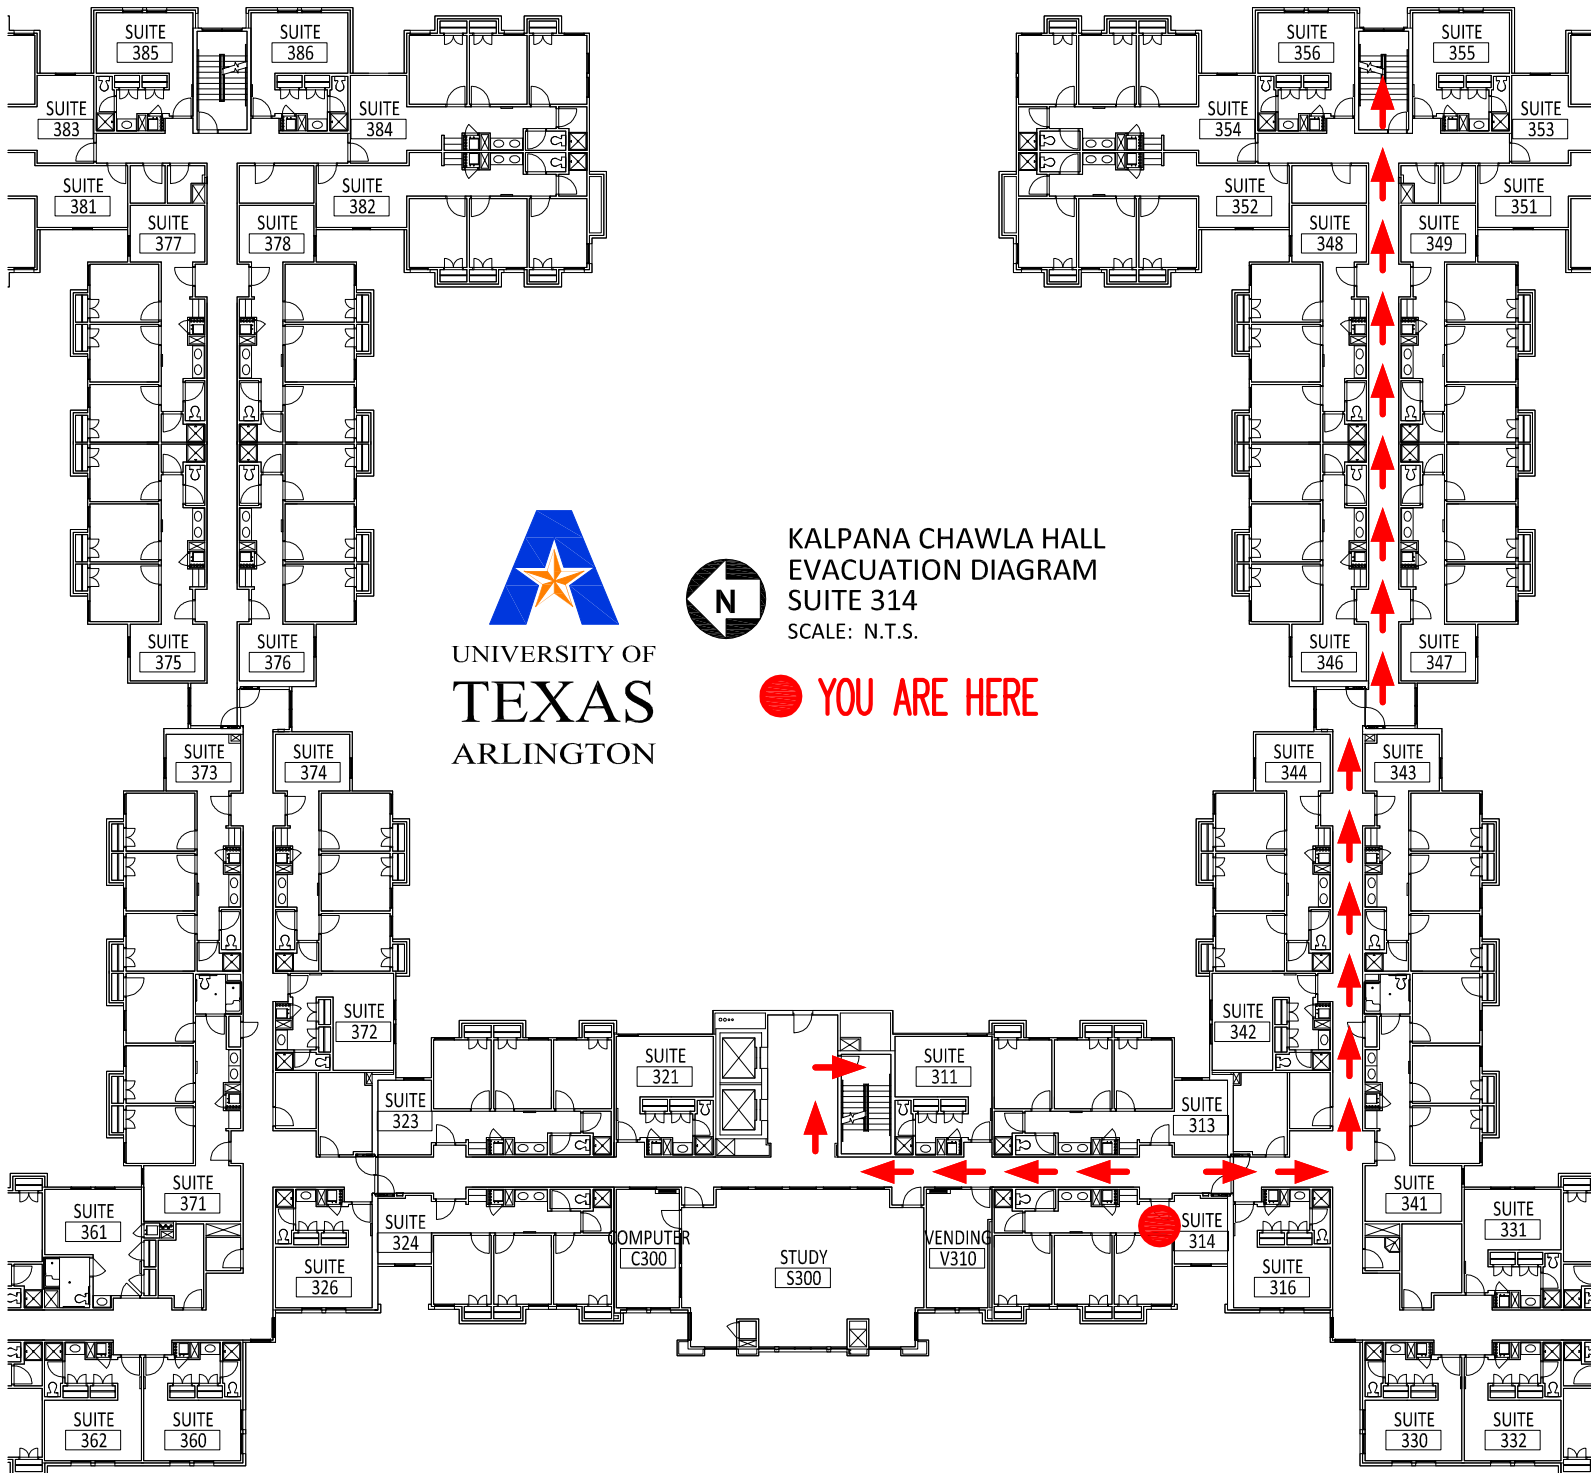 SUITE
385
SUITE
386
SUITE
356
SUITE
355
SUITE
383
SUITE
384
SUITE
354
SUITE
353
SUITE
381
SUITE
382
SUITE
352
SUITE
351
SUITE
377
SUITE
378
SUITE
348
SUITE
349
N
KALPANA CHAWLA HALL
EVACUATION DIAGRAM
SUITE 314
SCALE: N.T.S.
UNIVERSITY OF
TEXAS
ARLINGTON
YOU ARE HERE
SUITE
375
SUITE
376
SUITE
346
SUITE
347
SUITE
373
SUITE
374
SUITE
344
SUITE
343
SUITE
372
SUITE
342
SUITE
321
SUITE
311
SUITE
323
SUITE
313
SUITE
371
SUITE
341
SUITE
361
SUITE
324
COMPUTER
C300
STUDY
S300
VENDING
V310
SUITE
314
SUITE
331
SUITE
326
SUITE
316
SUITE
362
SUITE
360
SUITE
330
SUITE
332